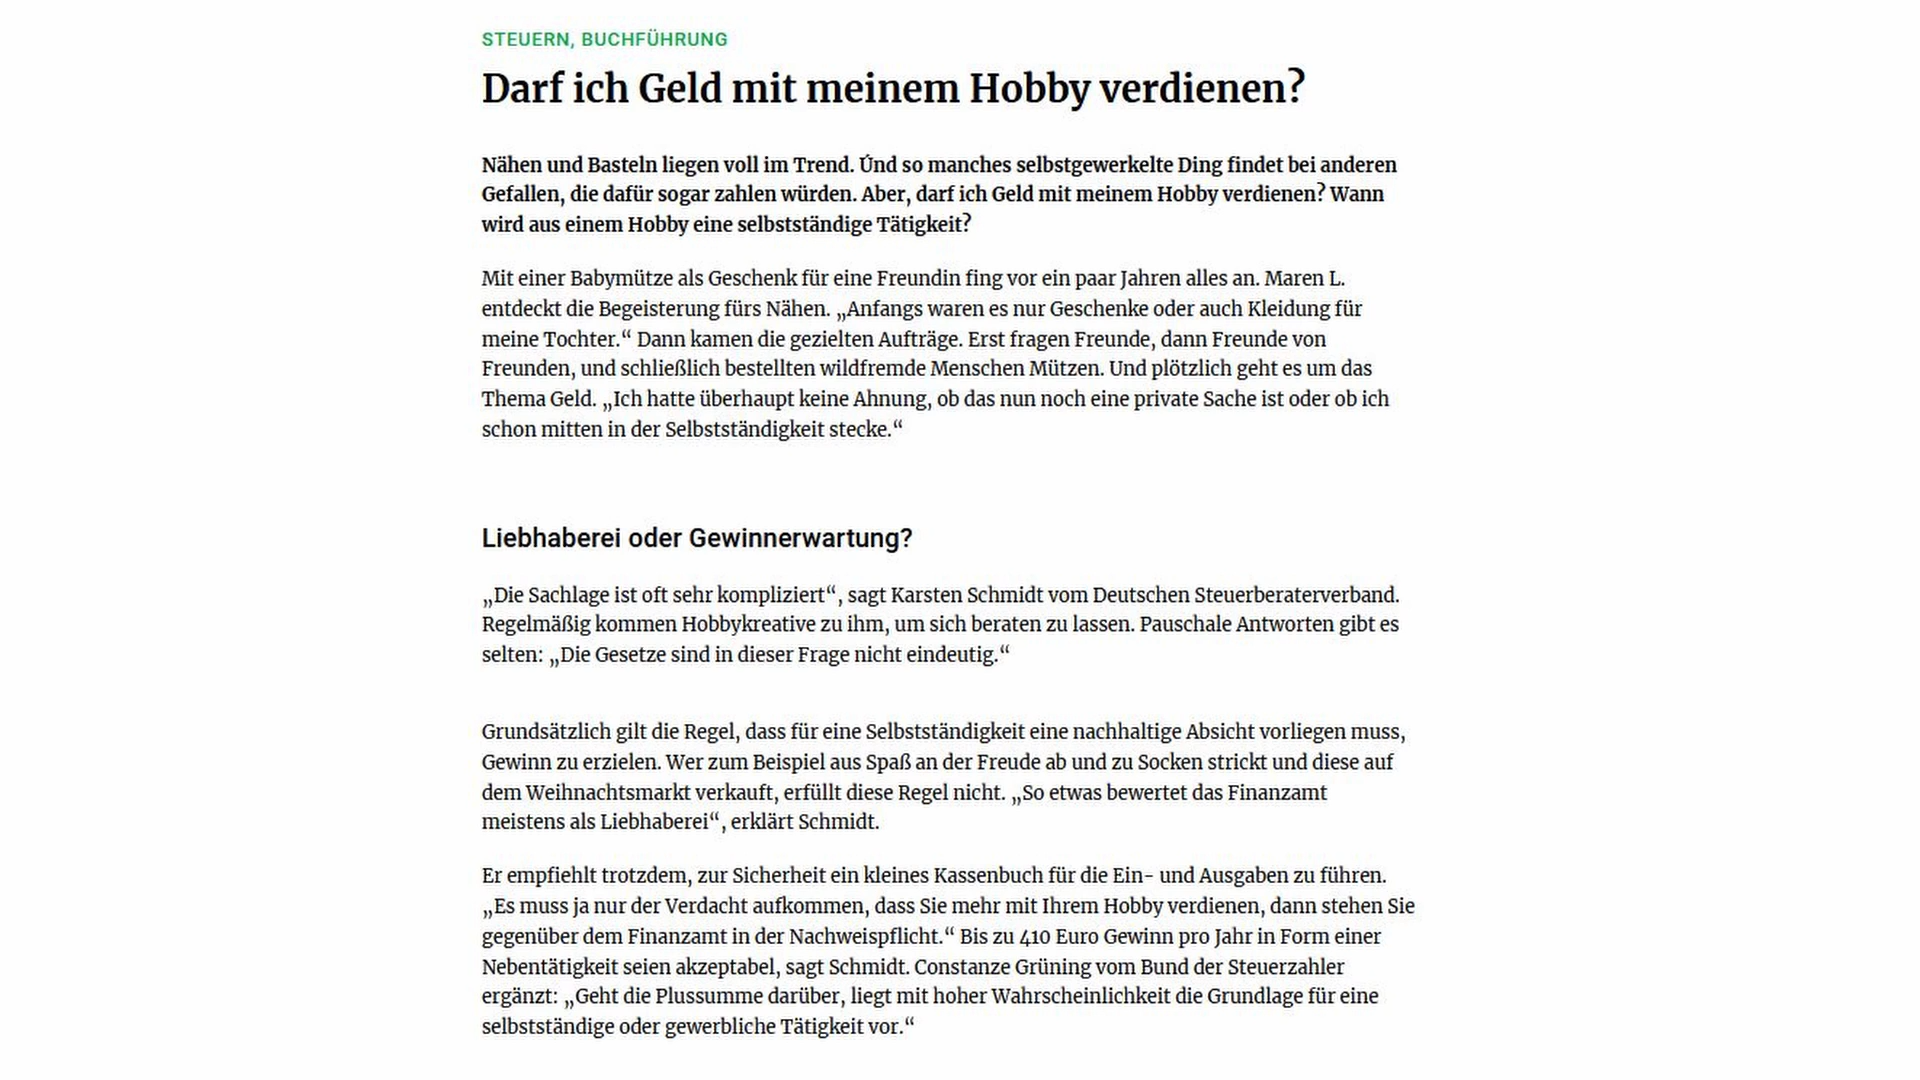 STEUERN, BUCHFÜHRUNG
Darf ich Geld mit meinem Hobby verdienen?
Nähen und Basteln liegen voll im Trend. Únd so manches selbstgewerkelte Ding findet bei anderen
Gefallen, die dafür sogar zahlen würden. Aber, darf ich Geld mit meinem Hobby verdienen? Wann
wird aus einem Hobby eine selbstständige Tätigkeit?
Mit einer Babymütze als Geschenk für eine Freundin fing vor ein paar Jahren alles an. Maren L.
entdeckt die Begeisterung fürs Nähen. „Anfangs waren es nur Geschenke oder auch Kleidung für
meine Tochter.“ Dann kamen die gezielten Aufträge. Erst fragen Freunde, dann Freunde von
Freunden, und schließlich bestellten wildfremde Menschen Mützen. Und plötzlich geht es um das
Thema Geld. „Ich hatte überhaupt keine Ahnung, ob das nun noch eine private Sache ist oder ob ich
schon mitten in der Selbstständigkeit stecke.“
Liebhaberei oder Gewinnerwartung?
„Die Sachlage ist oft sehr kompliziert“, sagt Karsten Schmidt vom Deutschen Steuerberaterverband.
Regelmäßig kommen Hobbykreative zu ihm, um sich beraten zu lassen. Pauschale Antworten gibt es
selten: „Die Gesetze sind in dieser Frage nicht eindeutig.“
Grundsätzlich gilt die Regel, dass für eine Selbstständigkeit eine nachhaltige Absicht vorliegen muss,
Gewinn zu erzielen. Wer zum Beispiel aus Spaß an der Freude ab und zu Socken strickt und diese auf
dem Weihnachtsmarkt verkauft, erfüllt diese Regel nicht. „So etwas bewertet das Finanzamt
meistens als Liebhaberei“, erklärt Schmidt.
Er empfiehlt trotzdem, zur Sicherheit ein kleines Kassenbuch für die Ein- und Ausgaben zu führen.
„Es muss ja nur der Verdacht aufkommen, dass Sie mehr mit Ihrem Hobby verdienen, dann stehen Sie
gegenüber dem Finanzamt in der Nachweispflicht.“ Bis zu 410 Euro Gewinn pro Jahr in Form einer
Nebentätigkeit seien akzeptabel, sagt Schmidt. Constanze Grüning vom Bund der Steuerzahler
ergänzt: „Geht die Plussumme darüber, liegt mit hoher Wahrscheinlichkeit die Grundlage für eine
selbstständige oder gewerbliche Tätigkeit vor.“